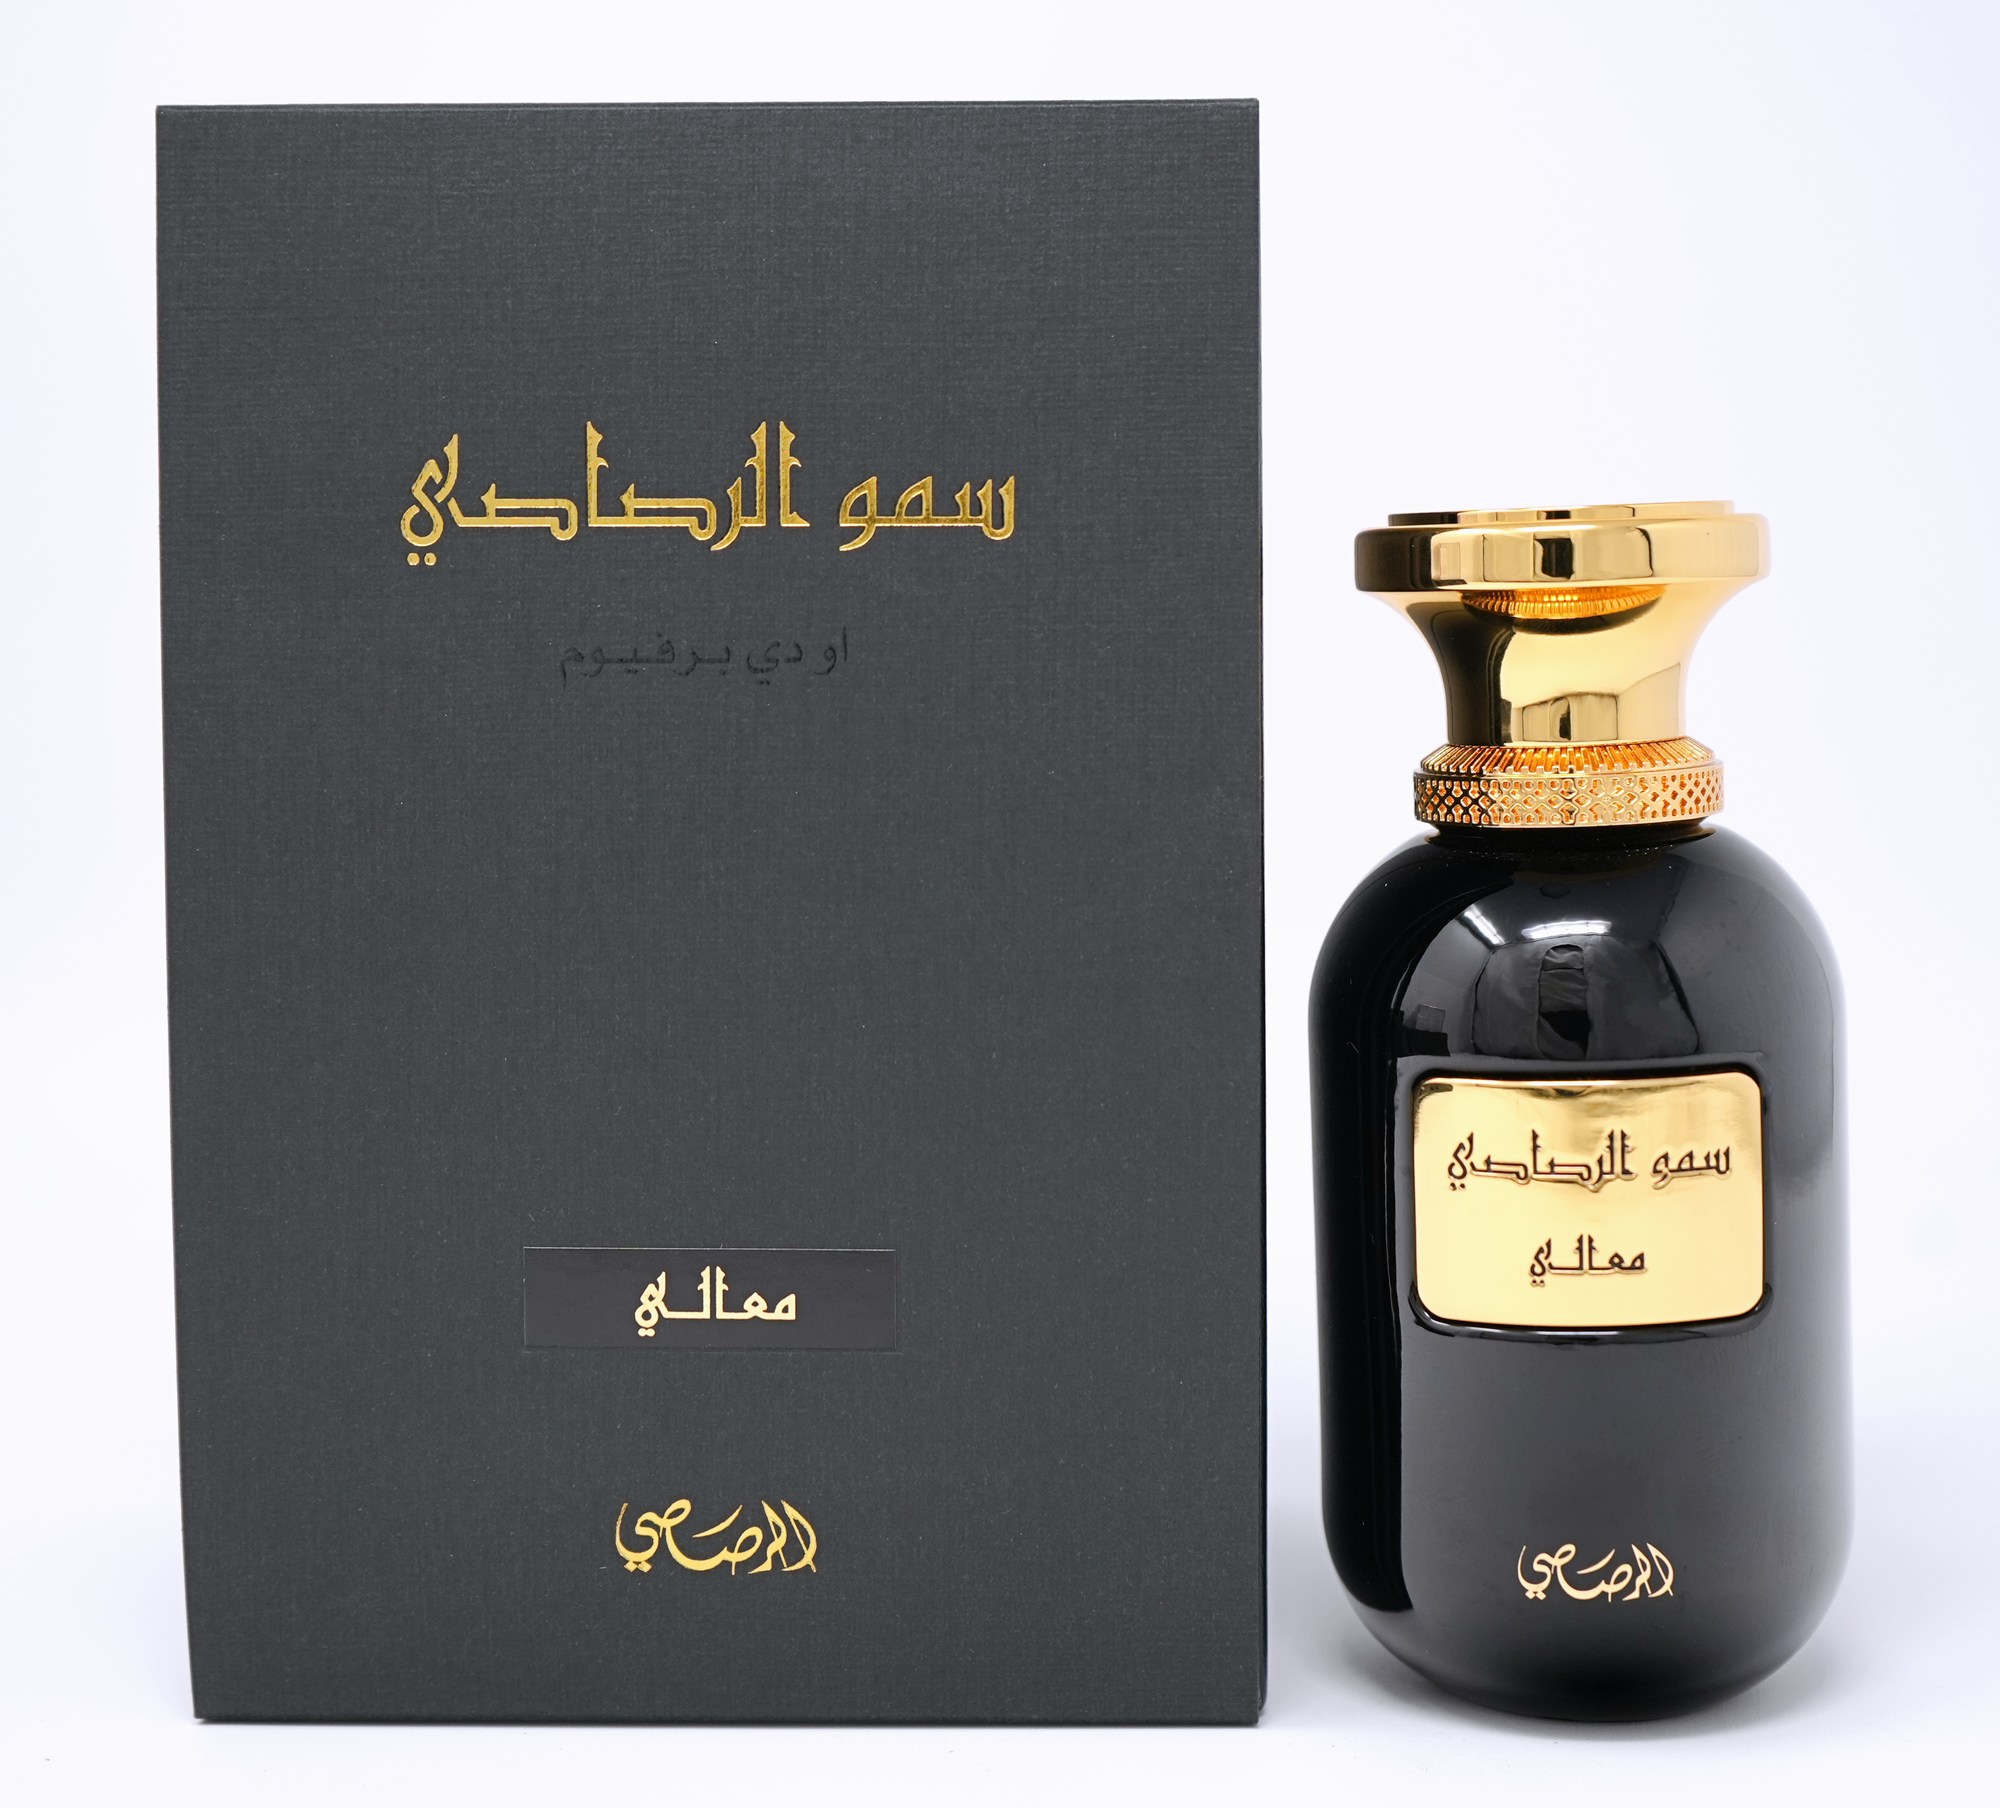 سمو الرصاصي
او دي برفيوم
معالي
الرصاصي
سمو الرصاصي
معالي
الرصاصي